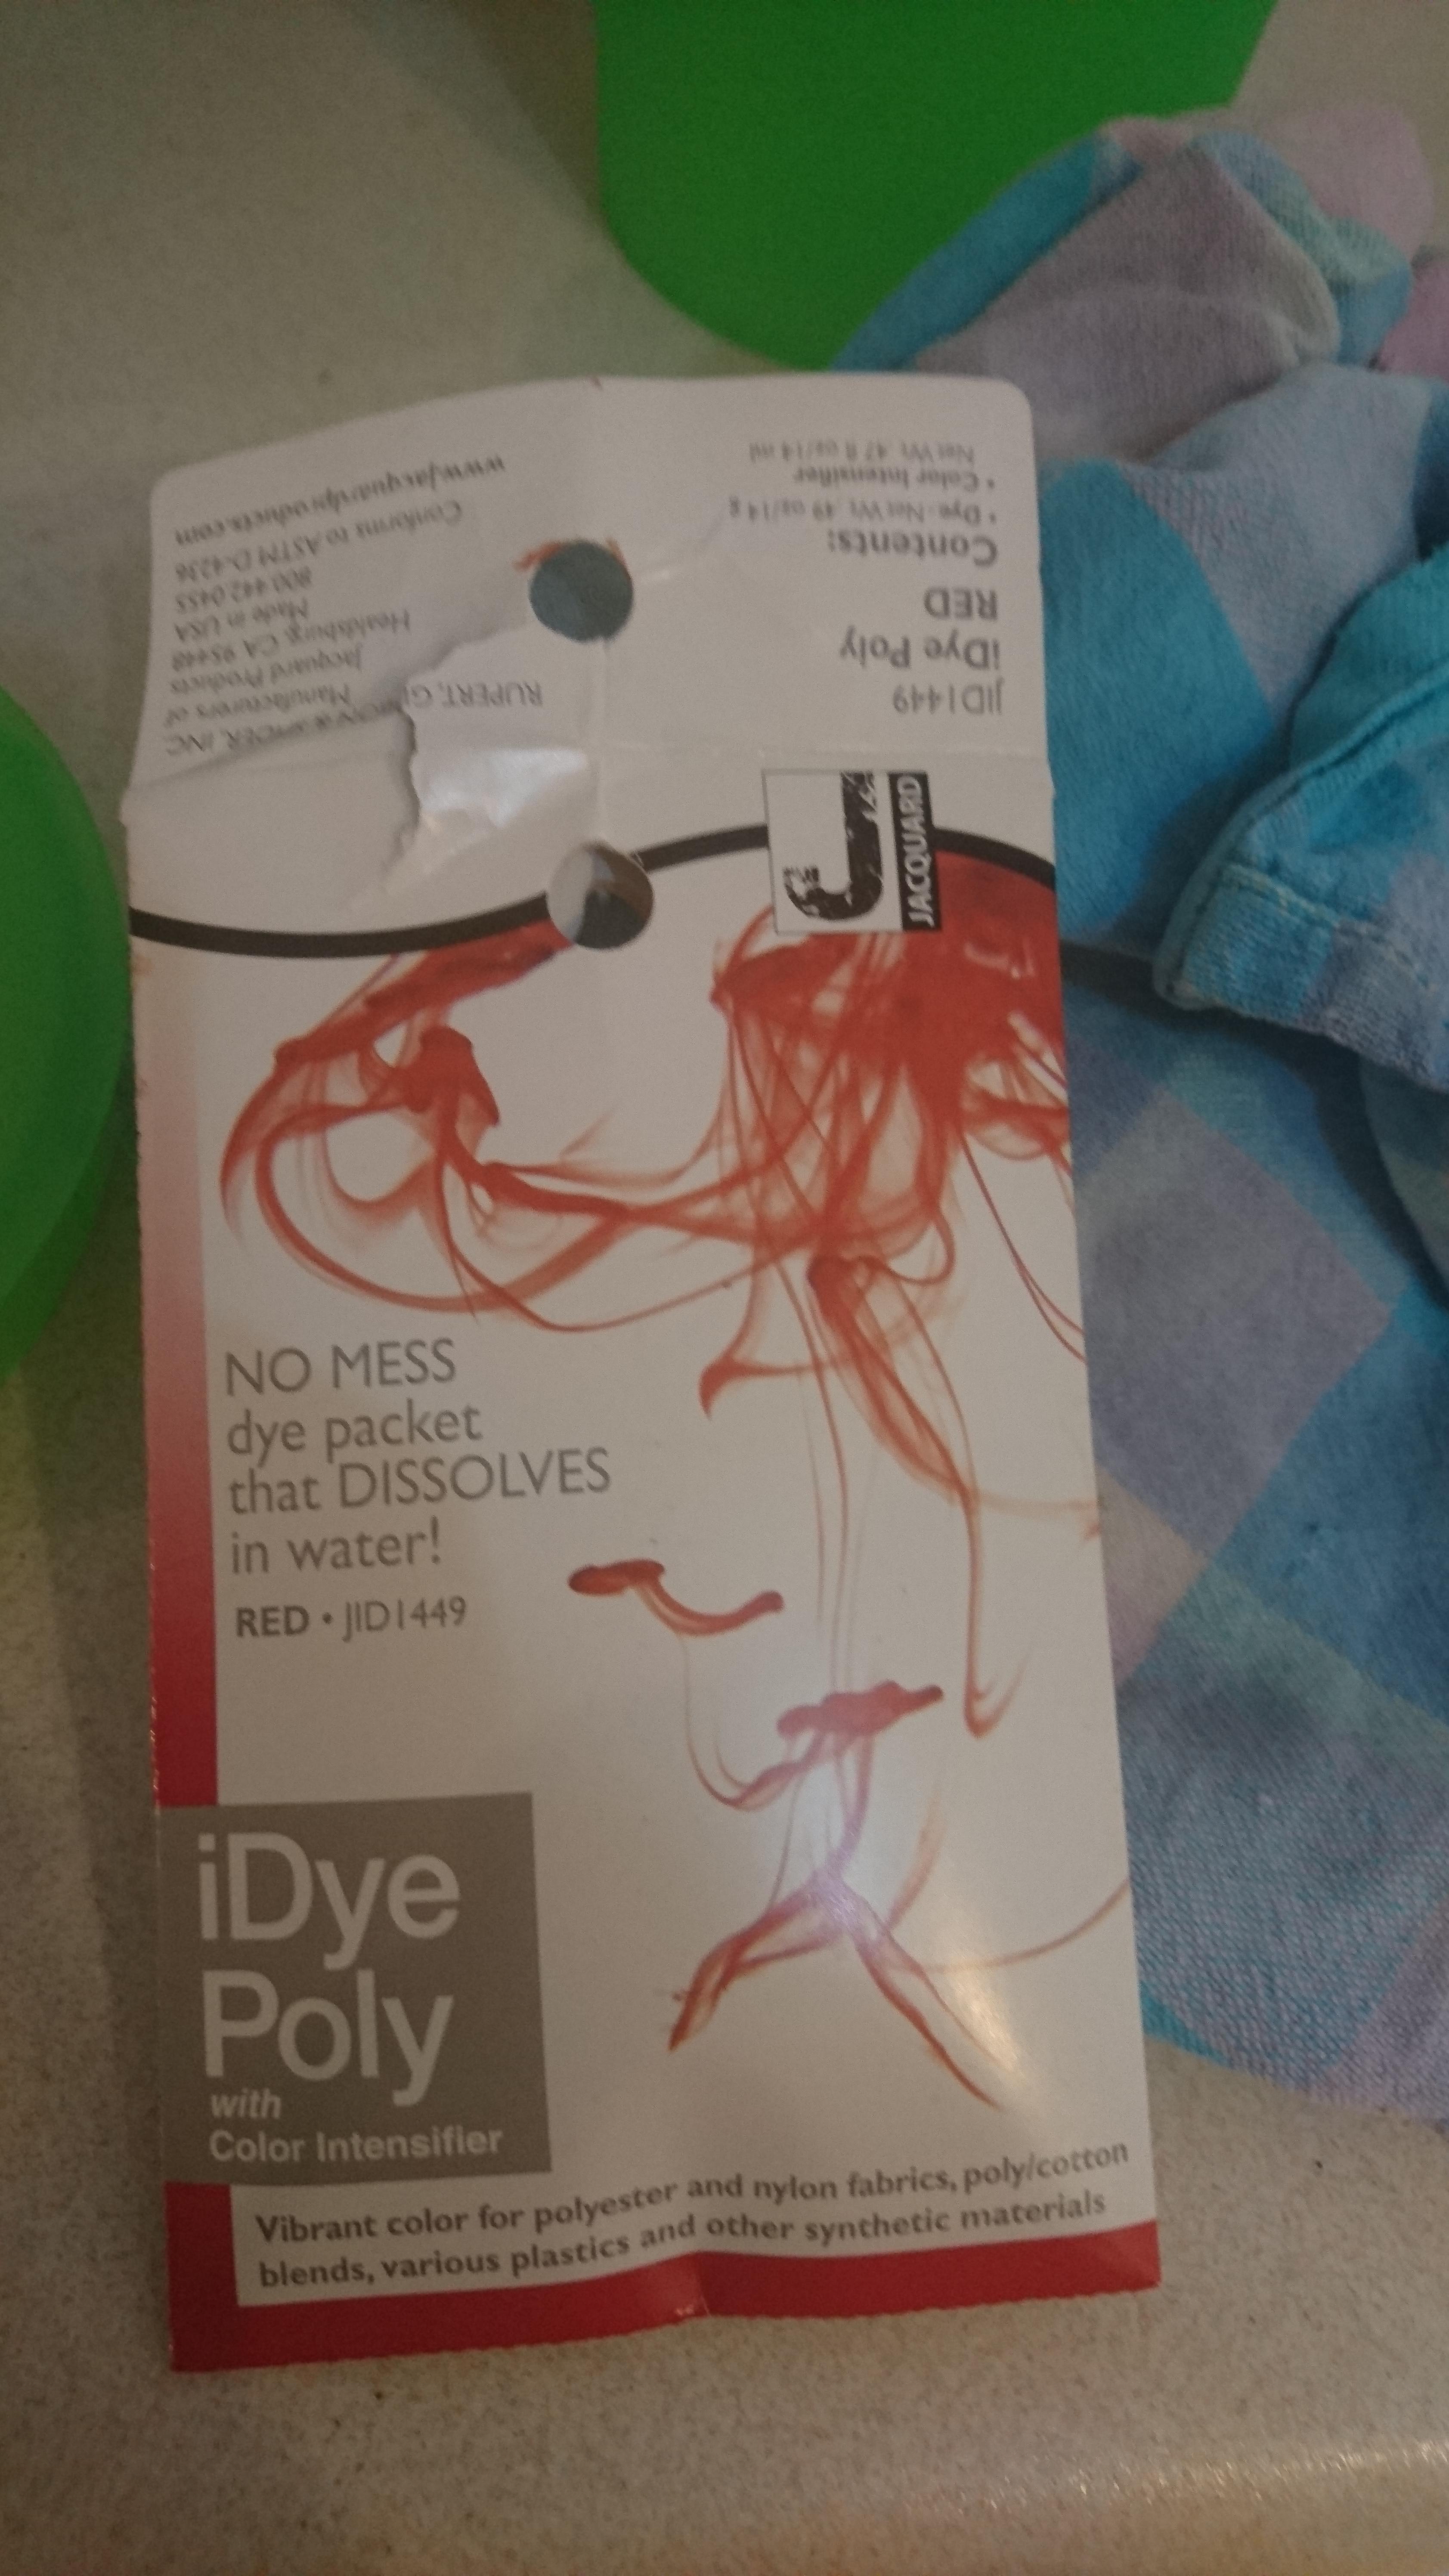 www.jacquardproducts.com
Conforms to ASTM D-4236
800 442 0455
Made in USA
Healdsburg, CA 95448
Jacquard Products
Manufacturers of
INC.
RUPERT, GI
Net Wt. .47 fl oz/14 ml
• Color Intensifier
• Dye - Net Wt. .49 oz/14 g
Contents:
RED
iDye Poly
JID1449
J
JACQUARD
NO MESS
dye packet
that DISSOLVES
in water!
RED • JID1449
iDye
Poly
with
Color Intensifier
Vibrant color for polyester and nylon fabrics, poly/cotton
blends, various plastics and other synthetic materials